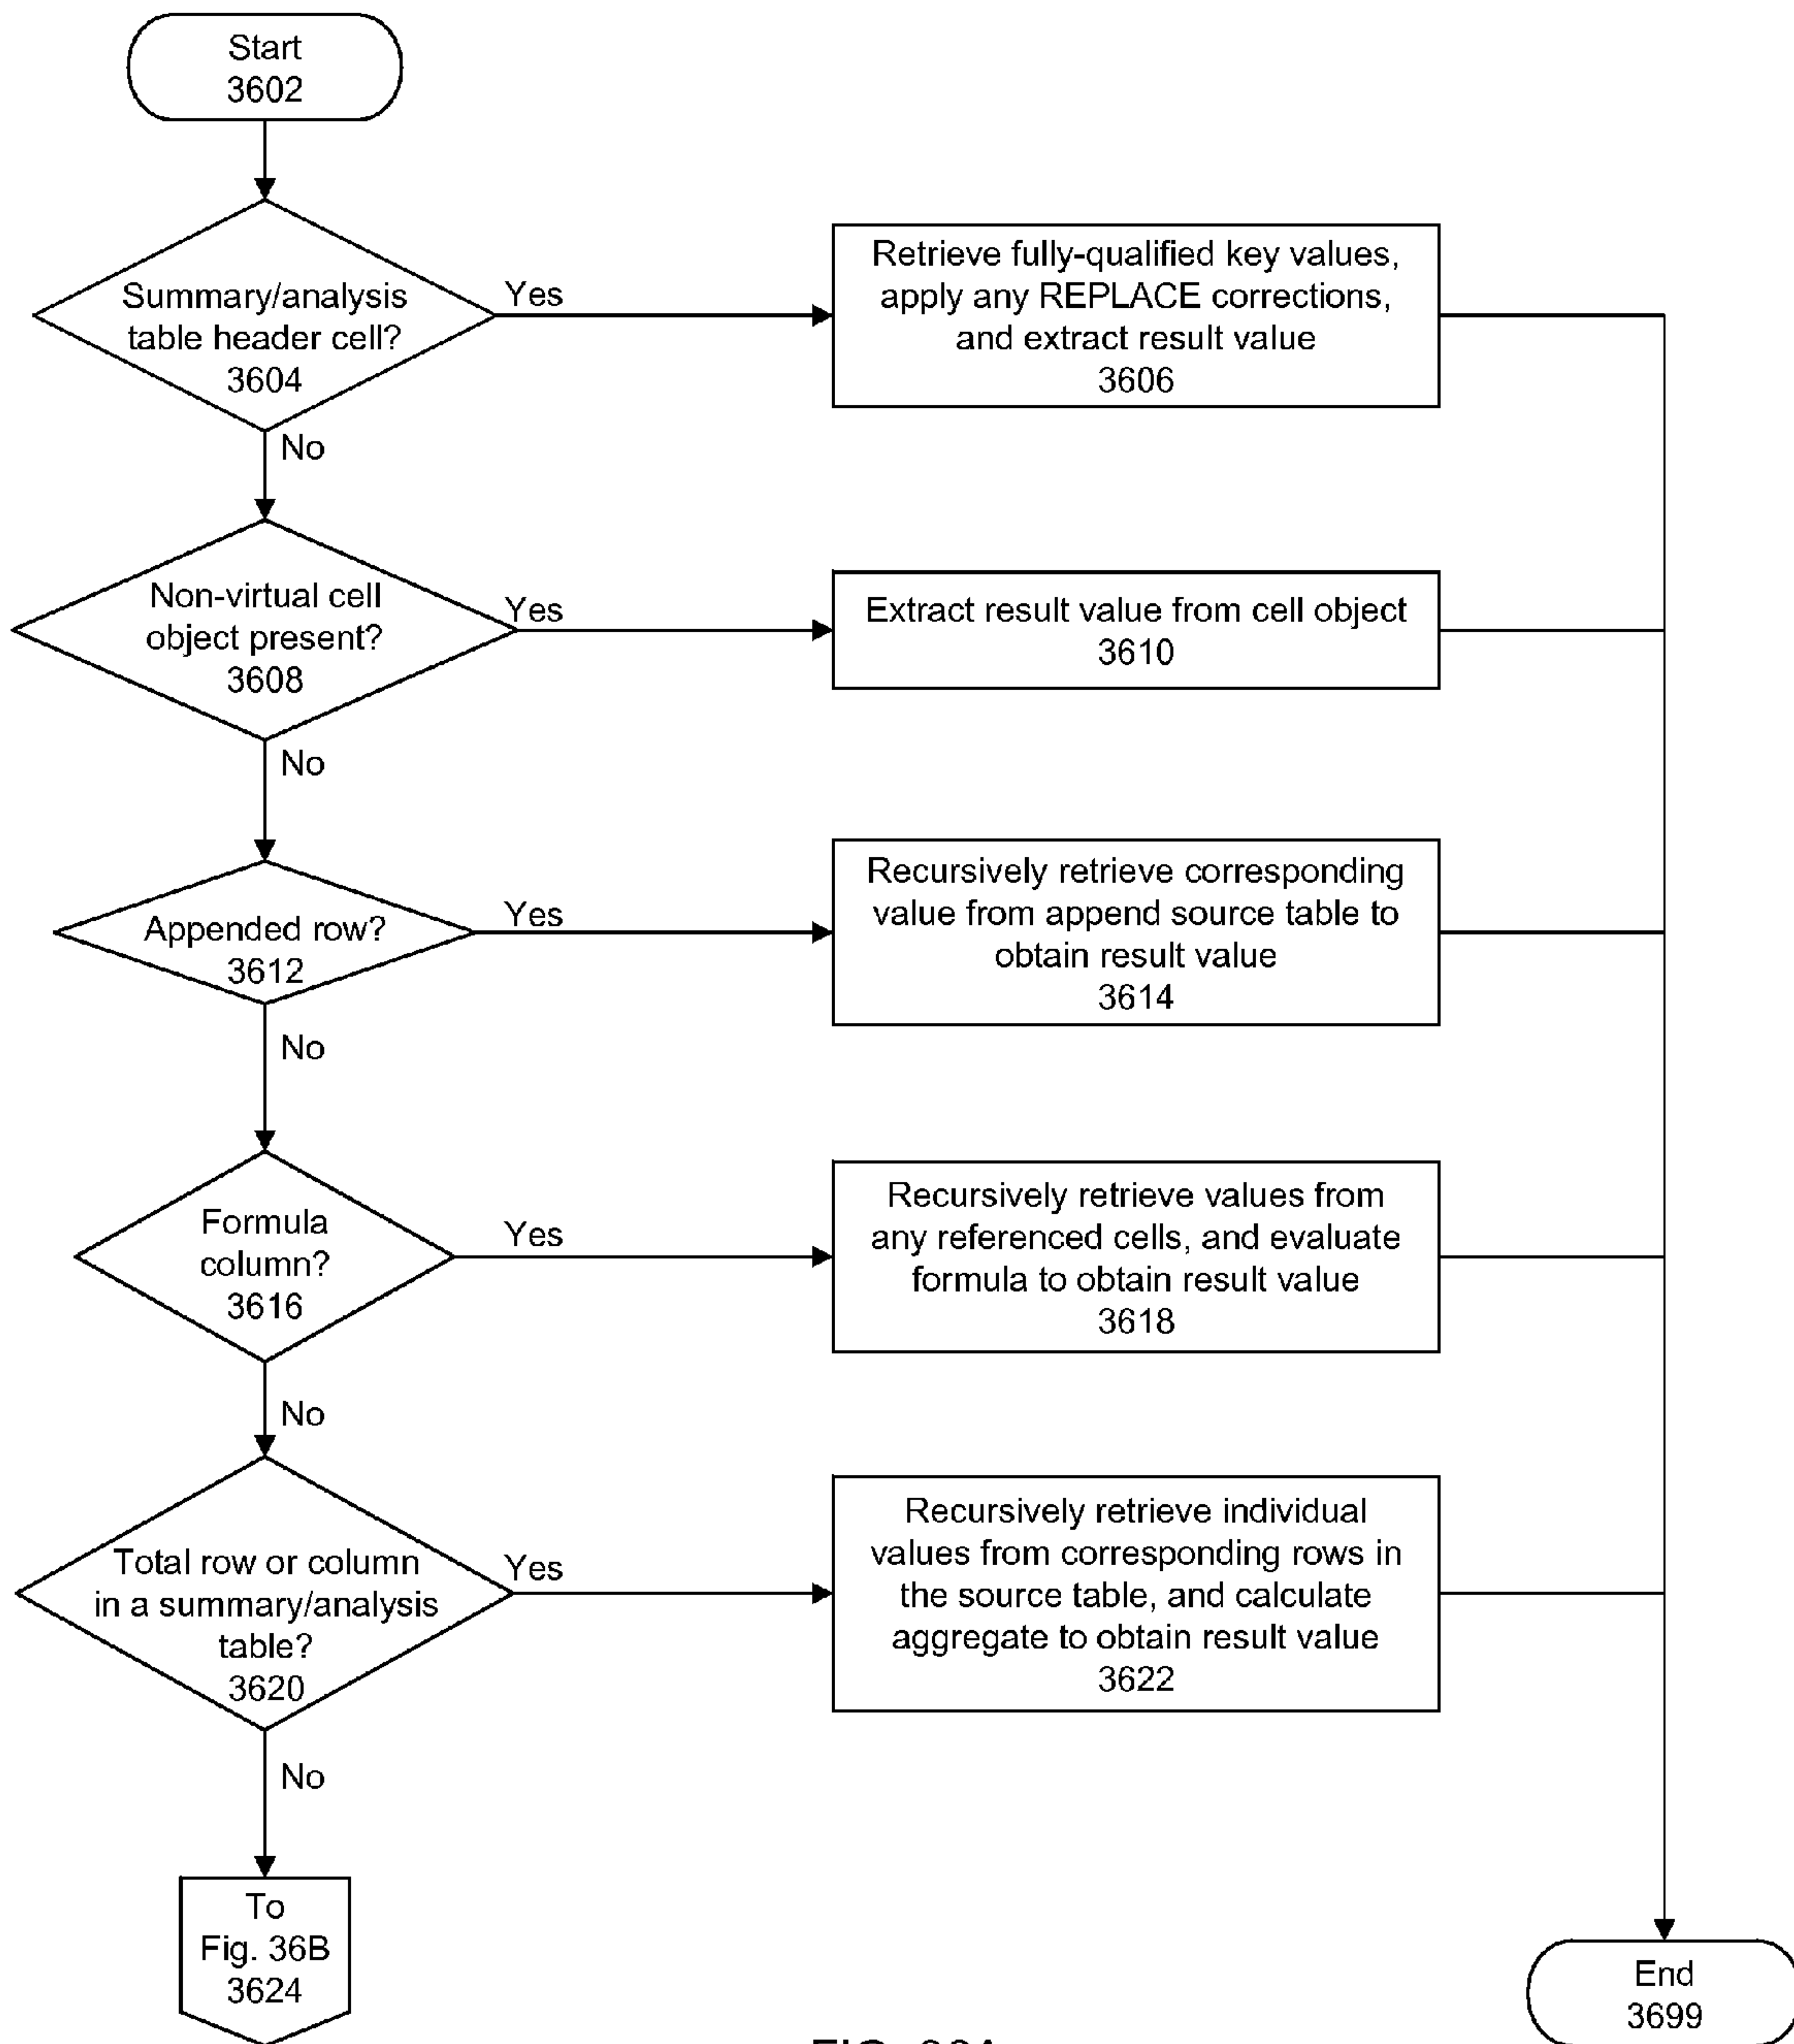 Start
3602
Summary/analysis
table header cell?
3604
Yes
Retrieve fully-qualified key values,
apply any REPLACE corrections,
and extract result value
3606
No
Non-virtual cell
object present?
3608
Yes
Extract result value from cell object
3610
No
Appended row?
3612
Yes
Recursively retrieve corresponding
value from append source table to
obtain result value
3614
No
Formula
column?
3616
Yes
Recursively retrieve values from
any referenced cells, and evaluate
formula to obtain result value
3618
No
Total row or column
in a summary/analysis
table?
3620
Yes
Recursively retrieve individual
values from corresponding rows in
the source table, and calculate
aggregate to obtain result value
3622
No
To
Fig. 36B
3624
End
3699